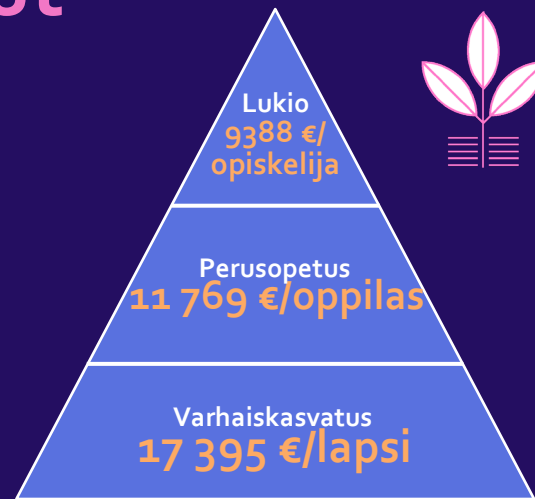 Lukio
9388 €/
opiskelija
Perusopetus
11 769 €/oppilas
Varhaiskasvatus
17 395 €/lapsi